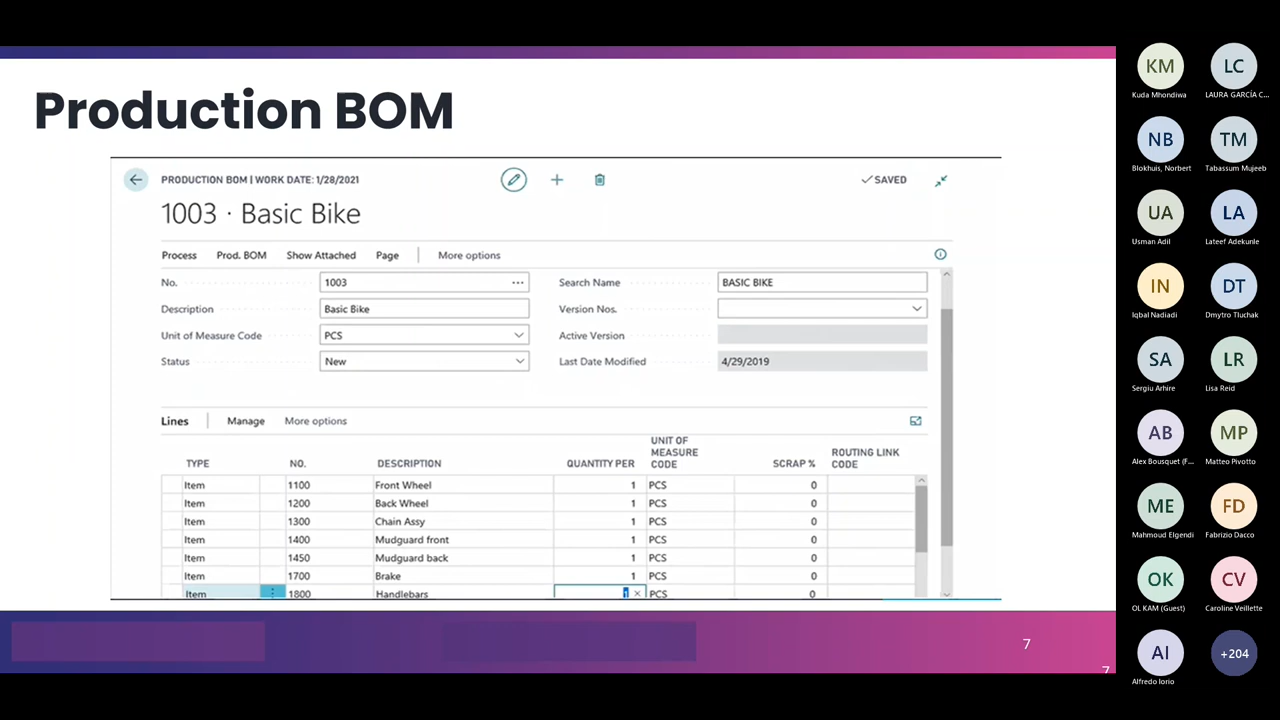 Production BOM
PRODUCTION BOM | WORK DATE: 1/28/2021
✓SAVED
1003 · Basic Bike
Process Prod. BOM Show Attached Page | More options
No. 1003 ··· Search Name BASIC BIKE
Description Basic Bike Version Nos.
Unit of Measure Code PCS Active Version
Status New Last Date Modified 4/29/2019
Lines | Manage More options
TYPE NO. DESCRIPTION QUANTITY PER UNIT OF MEASURE CODE SCRAP % ROUTING LINK CODE
Item 1100 Front Wheel 1 PCS 0
Item 1200 Back Wheel 1 PCS 0
Item 1300 Chain Assy 1 PCS 0
Item 1400 Mudguard front 1 PCS 0
Item 1450 Mudguard back 1 PCS 0
Item 1700 Brake 1 PCS 0
Item 1800 Handlebars 1 PCS 0
7
7
KM LC
Kuda Mhondiwa LAURA GARCÍA C...
NB TM
Blokhuis, Norbert Tabassum Mujeeb
UA LA
Usman Adil Lateef Adekunle
IN DT
Iqbal Nadiadi Dmytro Tluchak
SA LR
Sergiu Arhire Lisa Reid
AB MP
Alex Bousquet (F... Matteo Pivotto
ME FD
Mahmoud Elgendi Fabrizio Dacco
OK CV
OL KAM (Guest) Caroline Veillette
AI +204
Alfredo Iorio